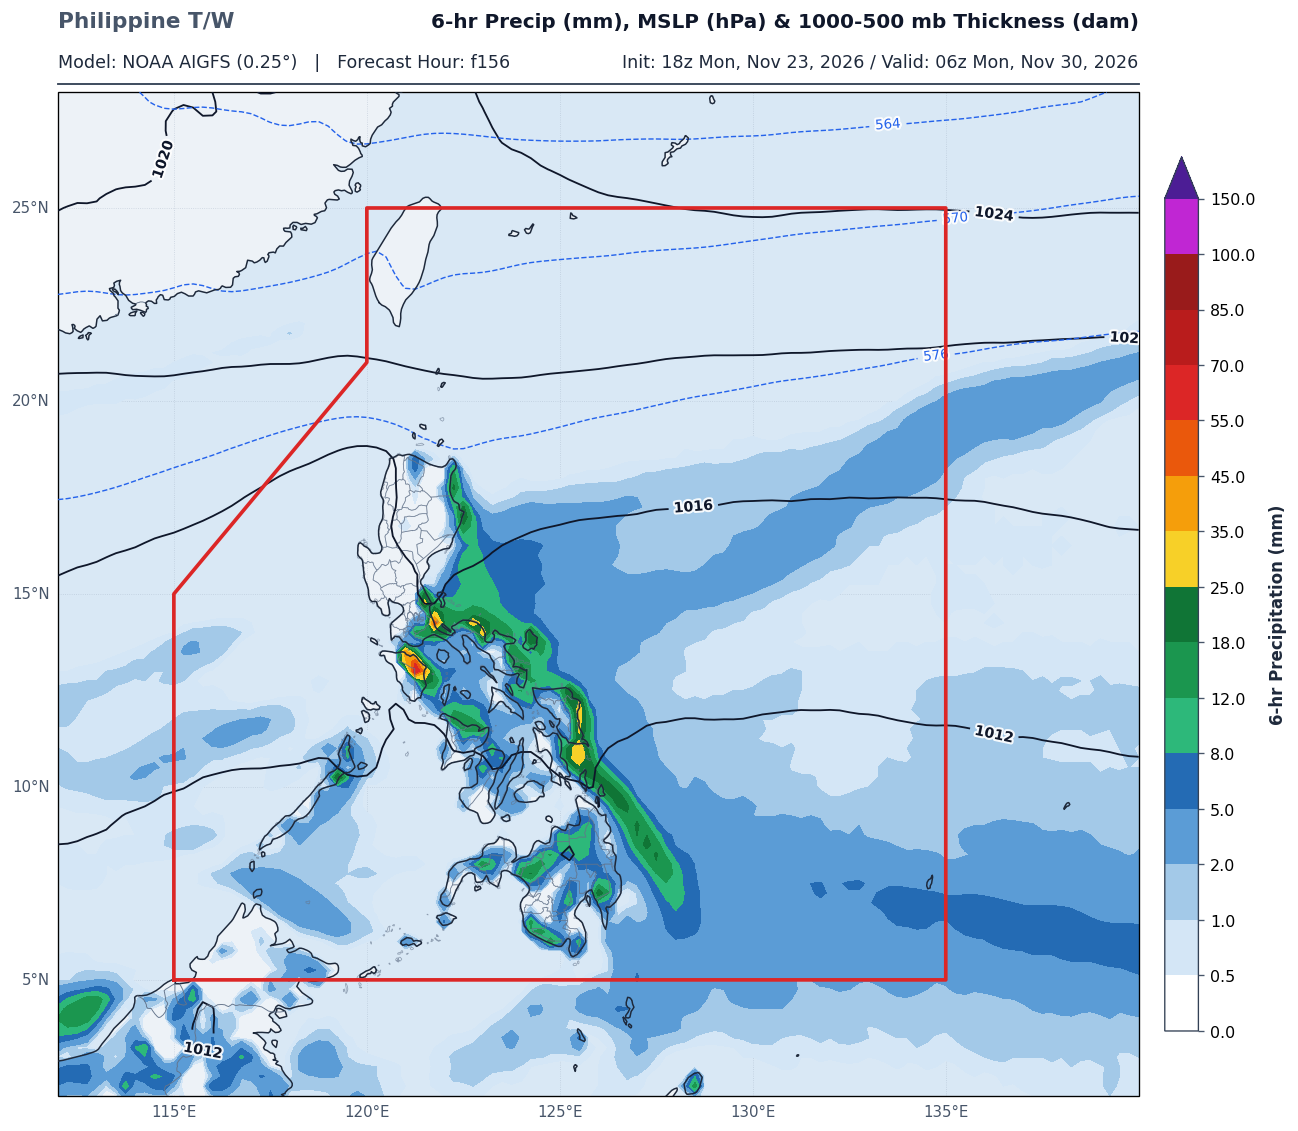 Philippine T/W
6-hr Precip (mm), MSLP (hPa) & 1000-500 mb Thickness (dam)
Model: NOAA AIGFS (0.25°) | Forecast Hour: f156
Init: 18z Mon, Nov 23, 2026 / Valid: 06z Mon, Nov 30, 2026
564
1020
25°N
570
1024
102
576
20°N
1016
15°N
1012
10°N
5°N
1012
115°E
120°E
125°E
130°E
135°E
150.0
100.0
85.0
70.0
55.0
45.0
35.0
25.0
18.0
12.0
8.0
5.0
2.0
1.0
0.5
0.0
6-hr Precipitation (mm)